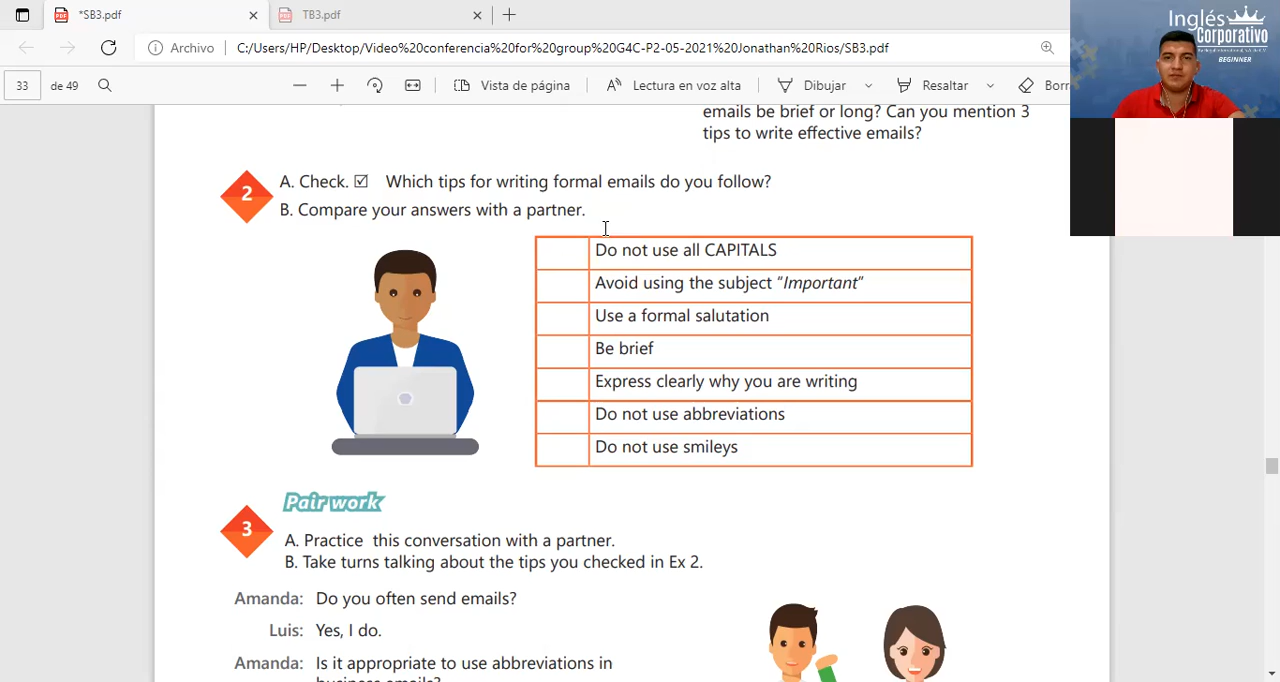 *SB3.pdf
TB3.pdf
Archivo
C:/Users/HP/Desktop/Video%20conferencia%20for%20group%20G4C-P2-05-2021%20Jonathan%20Rios/SB3.pdf
33 de 49
Vista de página
Lectura en voz alta
Dibujar
Resaltar
Borr
Inglés
Corporativo
BEGINNER
emails be brief or long? Can you mention 3
tips to write effective emails?
2
A. Check. ☑ Which tips for writing formal emails do you follow?
B. Compare your answers with a partner.
Do not use all CAPITALS
Avoid using the subject “Important”
Use a formal salutation
Be brief
Express clearly why you are writing
Do not use abbreviations
Do not use smileys
Pair work
3
A. Practice this conversation with a partner.
B. Take turns talking about the tips you checked in Ex 2.
Amanda: Do you often send emails?
Luis: Yes, I do.
Amanda: Is it appropriate to use abbreviations in
business emails?